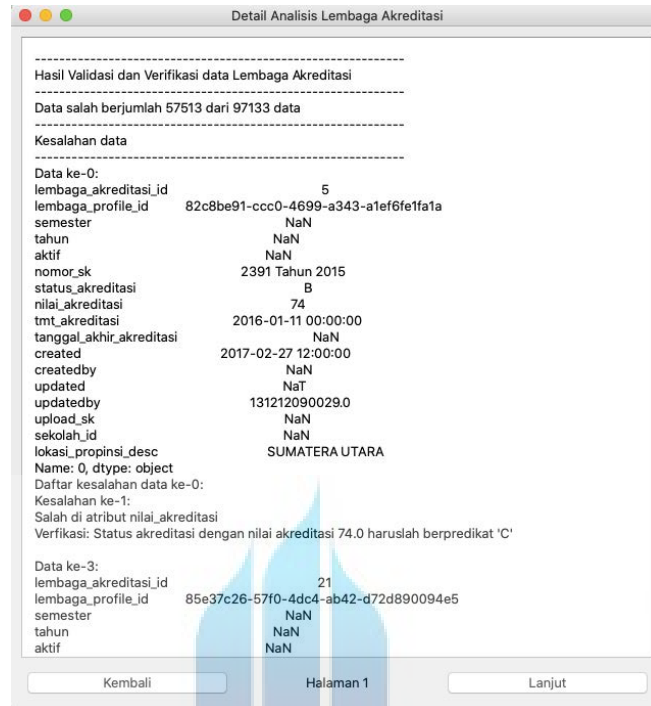 Detail Analisis Lembaga Akreditasi
------------------------------------------------------------
Hasil Validasi dan Verifikasi data Lembaga Akreditasi
------------------------------------------------------------
Data salah berjumlah 57513 dari 97133 data
------------------------------------------------------------
Kesalahan data
------------------------------------------------------------
Data ke-0:
lembaga_akreditasi_id 5
lembaga_profile_id 82c8be91-ccc0-4699-a343-a1ef6fe1fa1a
semester NaN
tahun NaN
aktif NaN
nomor_sk 2391 Tahun 2015
status_akreditasi B
nilai_akreditasi 74
tmt_akreditasi 2016-01-11 00:00:00
tanggal_akhir_akreditasi NaN
created 2017-02-27 12:00:00
createdby NaN
updated NaT
updatedby 131212090029.0
upload_sk NaN
sekolah_id NaN
lokasi_propinsi_desc SUMATERA UTARA
Name: 0, dtype: object
Daftar kesalahan data ke-0:
Kesalahan ke-1:
Salah di atribut nilai_akreditasi
Verfikasi: Status akreditasi dengan nilai akreditasi 74.0 haruslah berpredikat 'C'
Data ke-3:
lembaga_akreditasi_id 21
lembaga_profile_id 85e37c26-57f0-4dc4-ab42-d72d890094e5
semester NaN
tahun NaN
aktif NaN
Kembali Halaman 1 Lanjut